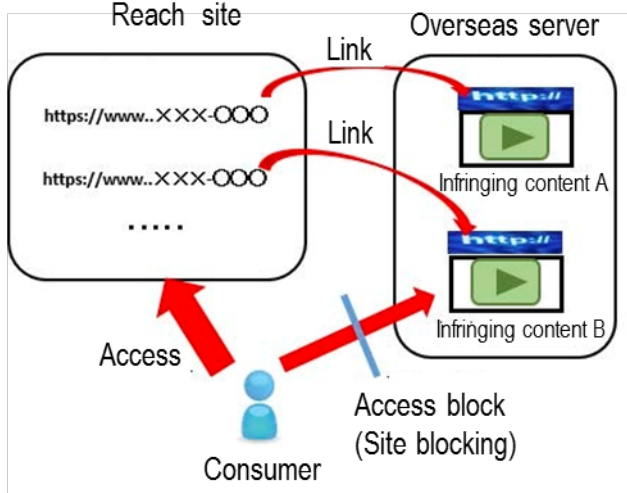 Reach site
Overseas server
Link
https://www..×××-○○○
http://
Infringing content A
Link
https://www..×××-○○○
.....
http://
Infringing content B
Access
Access block
(Site blocking)
Consumer